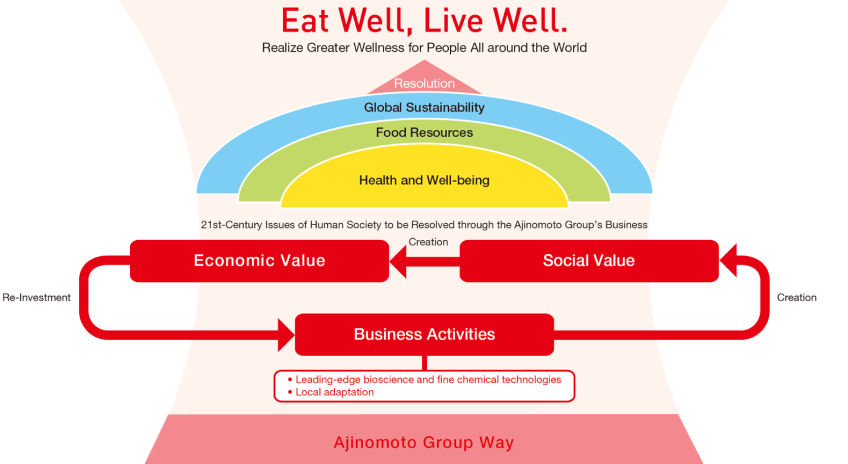 Eat Well, Live Well.
Realize Greater Wellness for People All around the World
Resolution
Global Sustainability
Food Resources
Health and Well-being
21st-Century Issues of Human Society to be Resolved through the Ajinomoto Group's Business
Creation
Economic Value
Social Value
Re-Investment
Creation
Business Activities
• Leading-edge bioscience and fine chemical technologies
• Local adaptation
Ajinomoto Group Way